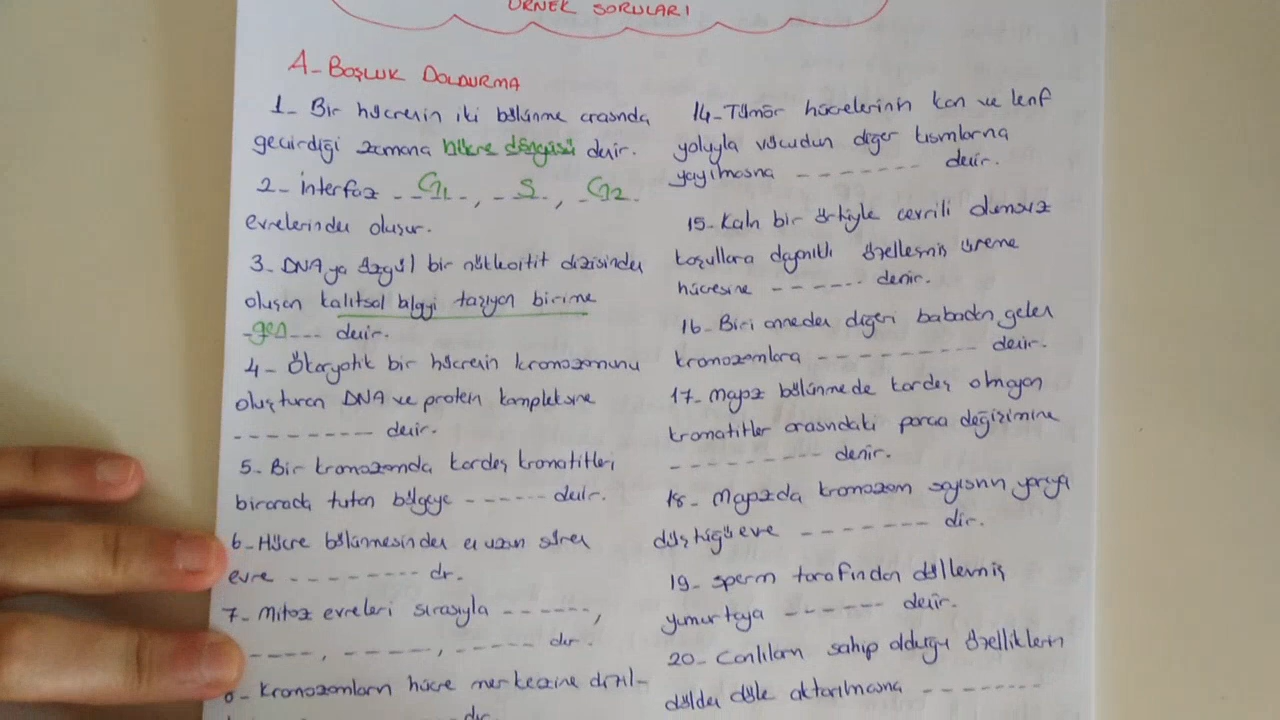 ÖRNEK SORULARI
A- BOŞLUK DOLDURMA
1- Bir hücrenin iki bölünme arasında
geçirdiği zamana hücre döngüsü denir.
2- İnterfaz --G1--, --S--, -G2-
evrelerinden oluşur.
3- DNA ya özgül bir nükleotit dizisinden
oluşan kalıtsal bilgiyi taşıyan birime
-gen--- denir.
4- Ökaryotik bir hücrenin kromozomunu
oluşturan DNA ve protein kompleksine
--------- denir.
5- Bir kromozomda kardeş kromatitleri
birarada tutan bölgeye ------ denir.
6- Hücre bölünmesinden en uzun süren
evre -------- dır.
7- Mitoz evreleri sırasıyla ------,
----, -----, ----- dır.
8- Kromozomların hücre merkezine dizil-
dir
14- Tümör hücrelerinin kan ve lenf
yoluyla vücudun diğer kısımlarına
yayılmasına ------- denir.
15- Kalın bir örtüyle çevrili olumsuz
koşullara dayanıklı özelleşmiş üreme
hücresine ------ denir.
16- Biri anneden diğeri babadan gelen
kromozomlara ---------- denir.
17- Mayoz bölünmede kardeş olmayan
kromatitler arasındaki parça değişimine
--------- denir.
18- Mayozda kromozom sayısının yarıya
düştüğü evre -------- dir.
19- Sperm tarafından döllenmiş
yumurtaya ------ denir.
20- Canlıların sahip olduğu özelliklerin
dölden döle aktarılmasına -------